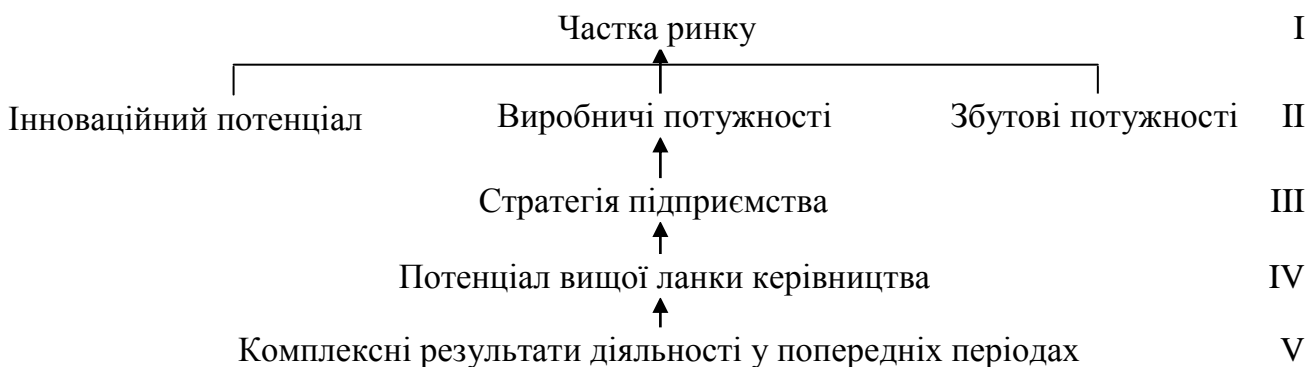 Частка ринку I
Інноваційний потенціал Виробничі потужності Збутові потужності II
Стратегія підприємства III
Потенціал вищої ланки керівництва IV
Комплексні результати діяльності у попередніх періодах V